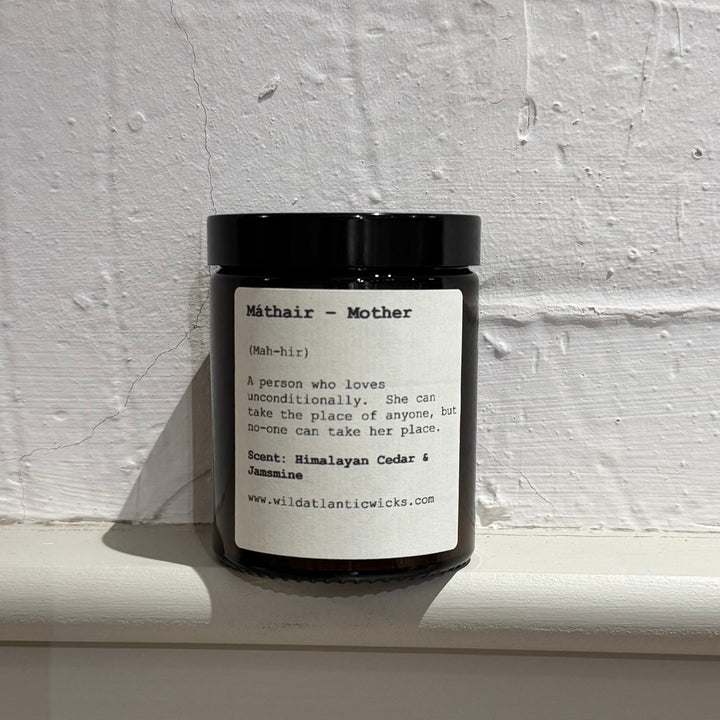 Máthair – Mother
(Mah-hir)
A person who loves
unconditionally. She can
take the place of anyone, but
no-one can take her place.
Scent: Himalayan Cedar &
Jamsmine
www.wildatlanticwicks.com